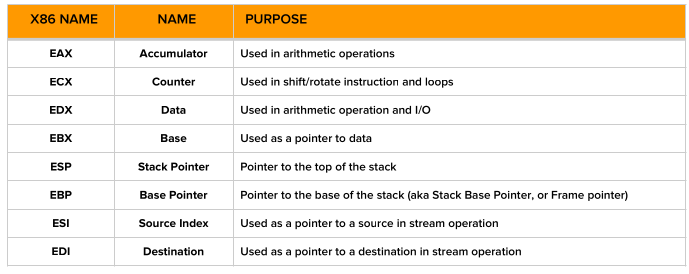 X86 NAME NAME PURPOSE
EAX Accumulator Used in arithmetic operations
ECX Counter Used in shift/rotate instruction and loops
EDX Data Used in arithmetic operation and I/O
EBX Base Used as a pointer to data
ESP Stack Pointer Pointer to the top of the stack
EBP Base Pointer Pointer to the base of the stack (aka Stack Base Pointer, or Frame pointer)
ESI Source Index Used as a pointer to a source in stream operation
EDI Destination Used as a pointer to a destination in stream operation